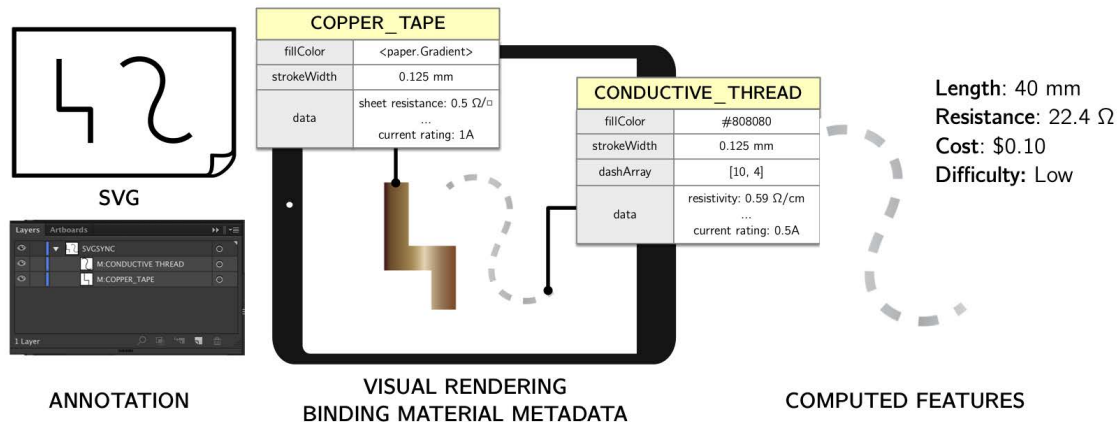 SVG
Layers Artboards
SVGSYNC
M:CONDUCTIVE THREAD
M:COPPER_TAPE
1 Layer
ANNOTATION
COPPER_TAPE
fillColor <paper.Gradient>
strokeWidth 0.125 mm
data
sheet resistance: 0.5 Ω/□
...
current rating: 1A
CONDUCTIVE_THREAD
fillColor #808080
strokeWidth 0.125 mm
dashArray [10, 4]
data
resistivity: 0.59 Ω/cm
...
current rating: 0.5A
VISUAL RENDERING
BINDING MATERIAL METADATA
Length: 40 mm
Resistance: 22.4 Ω
Cost: $0.10
Difficulty: Low
COMPUTED FEATURES